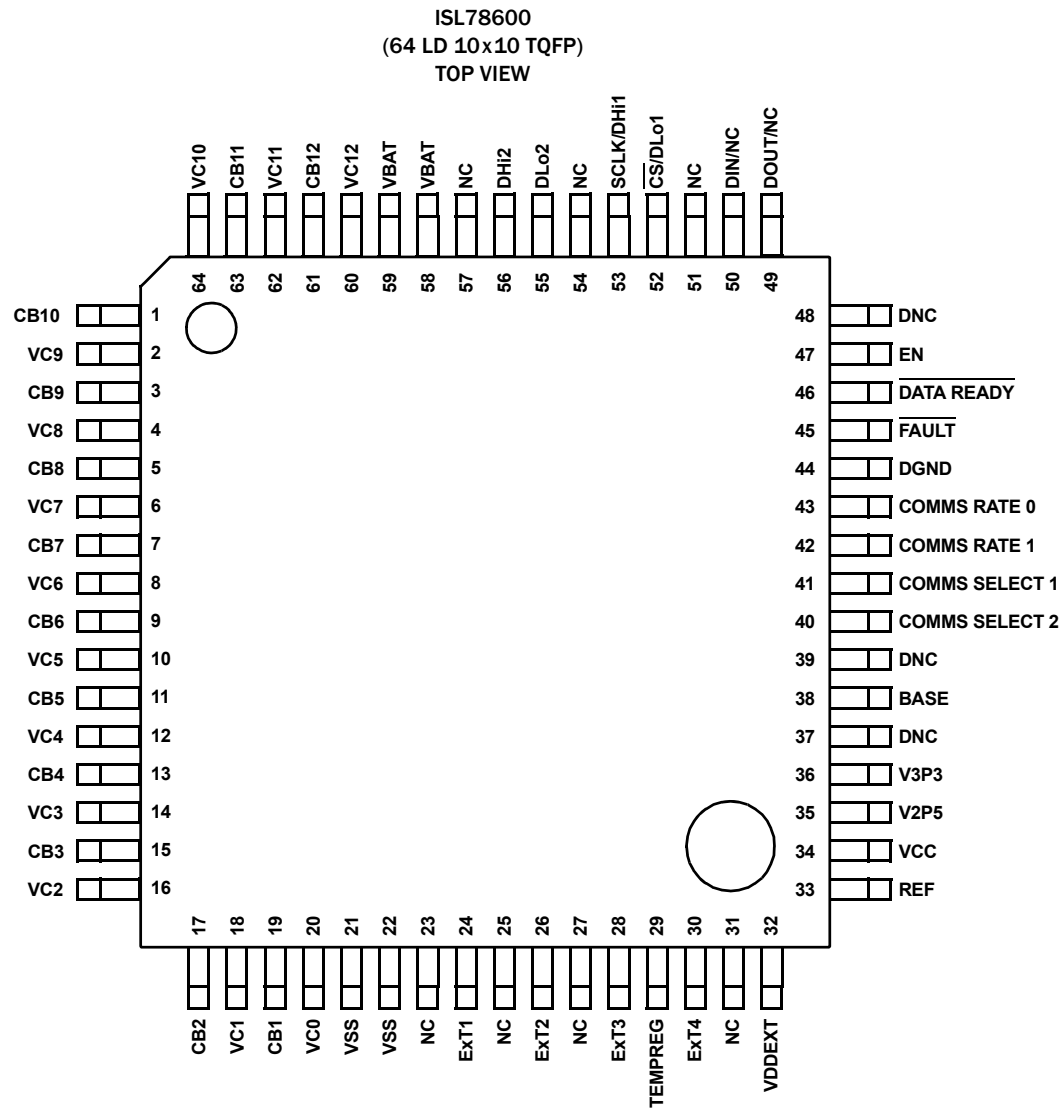 ISL78600
(64 LD 10x10 TQFP)
TOP VIEW
VC10
CB11
VC11
CB12
VC12
VBAT
VBAT
NC
DHi2
DLo2
NC
SCLK/DHi1
CS/DLo1
NC
DIN/NC
DOUT/NC
64
63
62
61
60
59
58
57
56
55
54
53
52
51
50
49
CB10 1
VC9 2
CB9 3
VC8 4
CB8 5
VC7 6
CB7 7
VC6 8
CB6 9
VC5 10
CB5 11
VC4 12
CB4 13
VC3 14
CB3 15
VC2 16
48 DNC
47 EN
46 DATA READY
45 FAULT
44 DGND
43 COMMS RATE 0
42 COMMS RATE 1
41 COMMS SELECT 1
40 COMMS SELECT 2
39 DNC
38 BASE
37 DNC
36 V3P3
35 V2P5
34 VCC
33 REF
17
18
19
20
21
22
23
24
25
26
27
28
29
30
31
32
CB2
VC1
CB1
VC0
VSS
VSS
NC
ExT1
NC
ExT2
NC
ExT3
TEMPREG
ExT4
NC
VDDEXT